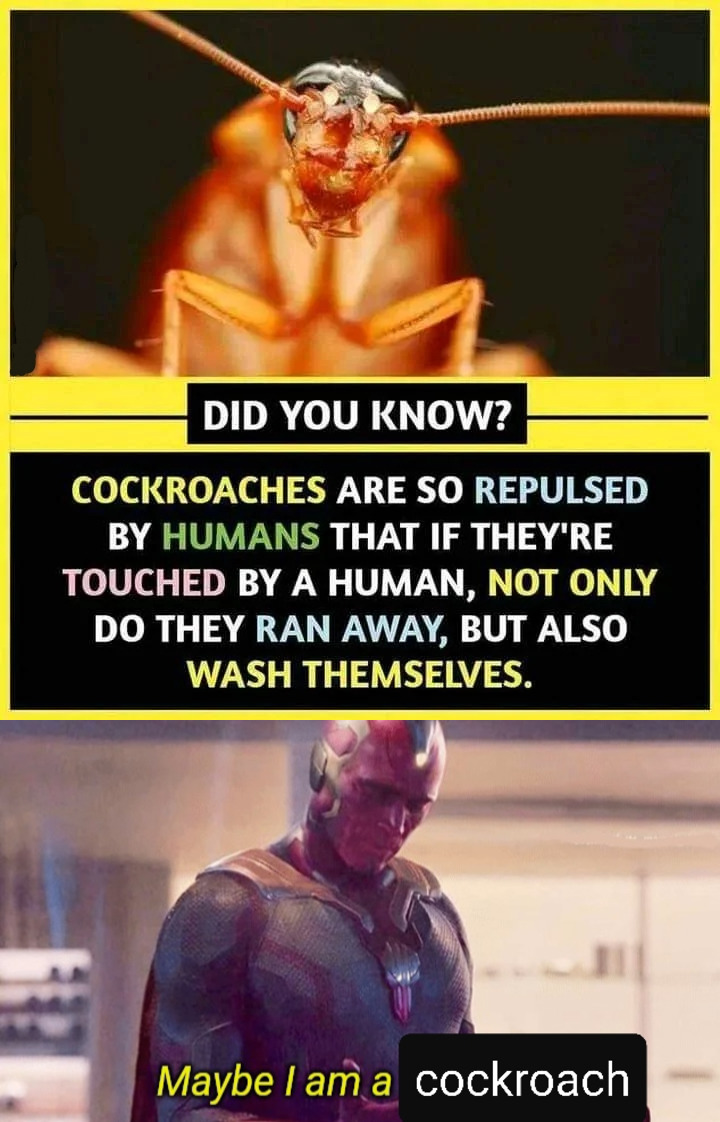 DID YOU KNOW?
COCKROACHES ARE SO REPULSED
BY HUMANS THAT IF THEY'RE
TOUCHED BY A HUMAN, NOT ONLY
DO THEY RAN AWAY, BUT ALSO
WASH THEMSELVES.
Maybe I am a cockroach